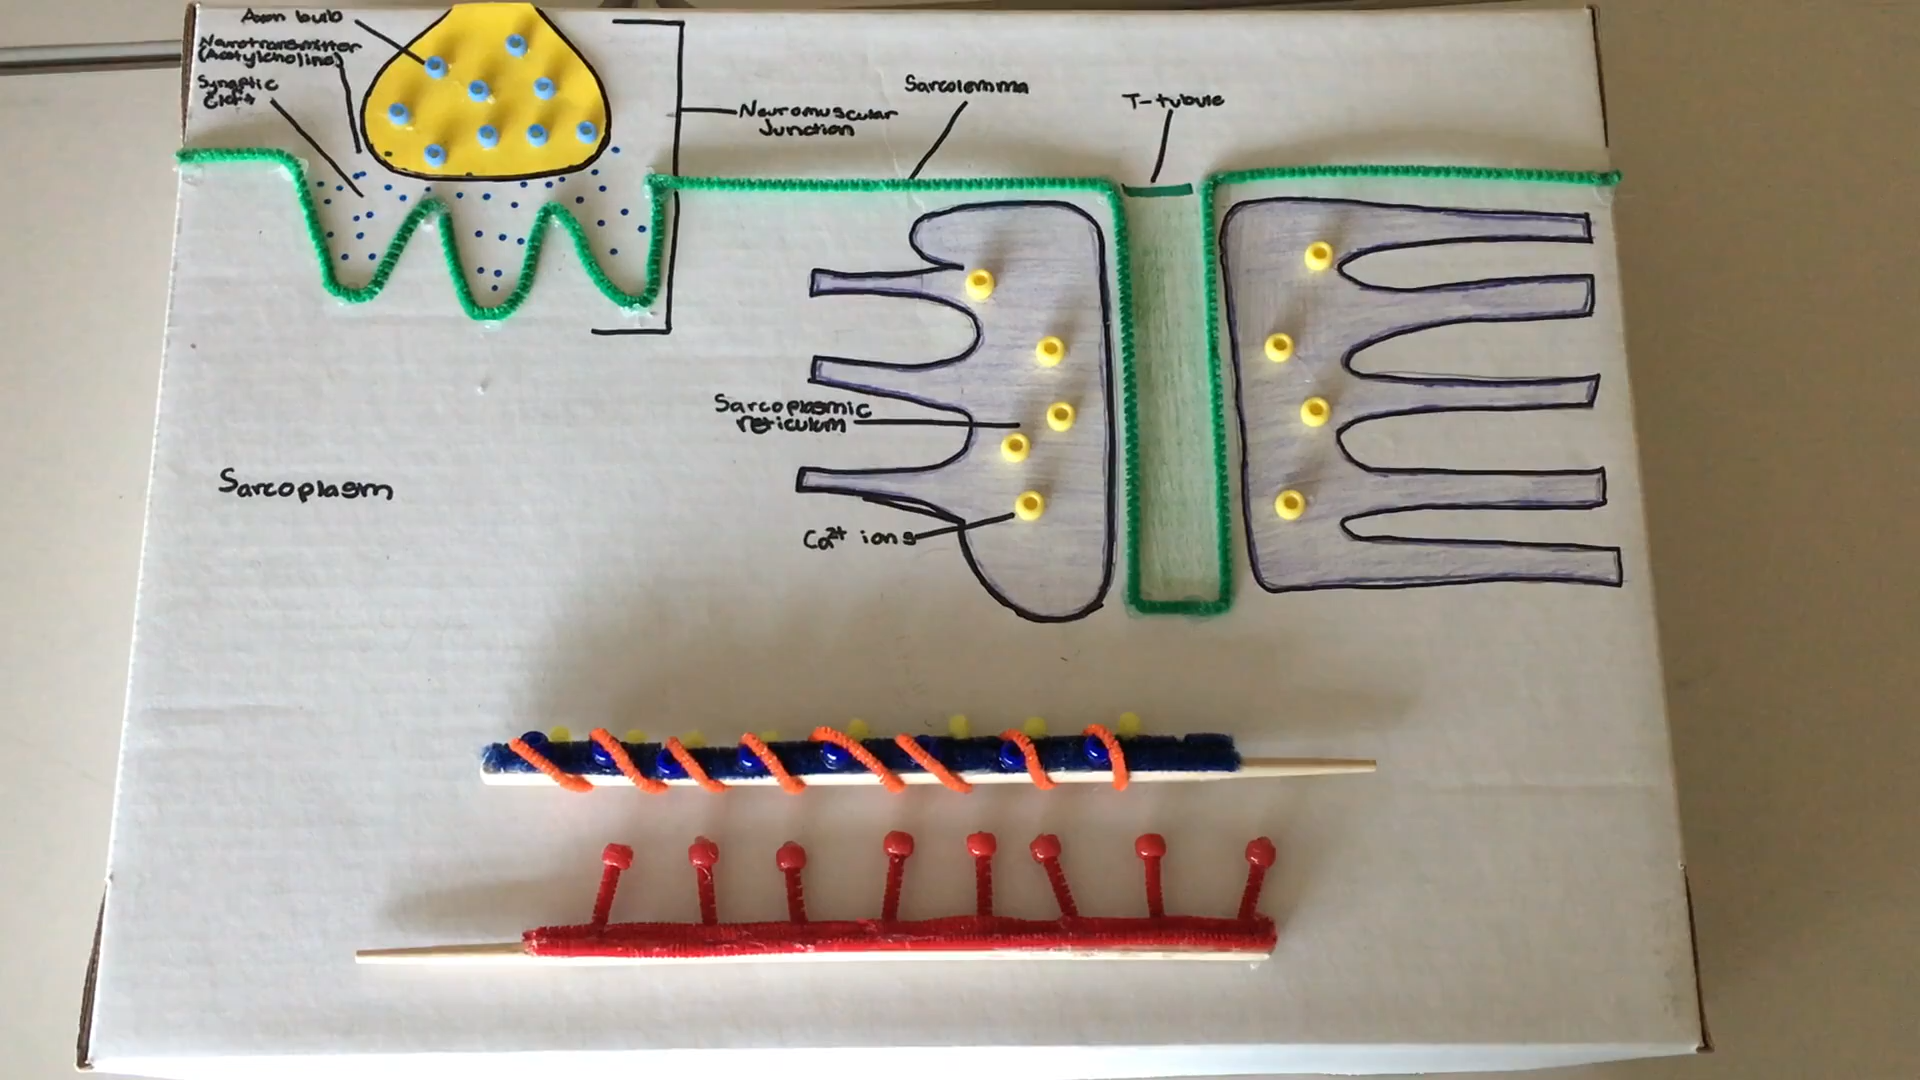 Axon bulb
Neurotransmitter
(Acetylcholine)
Synaptic
Cleft
Neuromuscular
Junction
Sarcolemma
T-tubule
Sarcoplasmic
reticulum
Sarcoplasm
Ca²⁺ ions